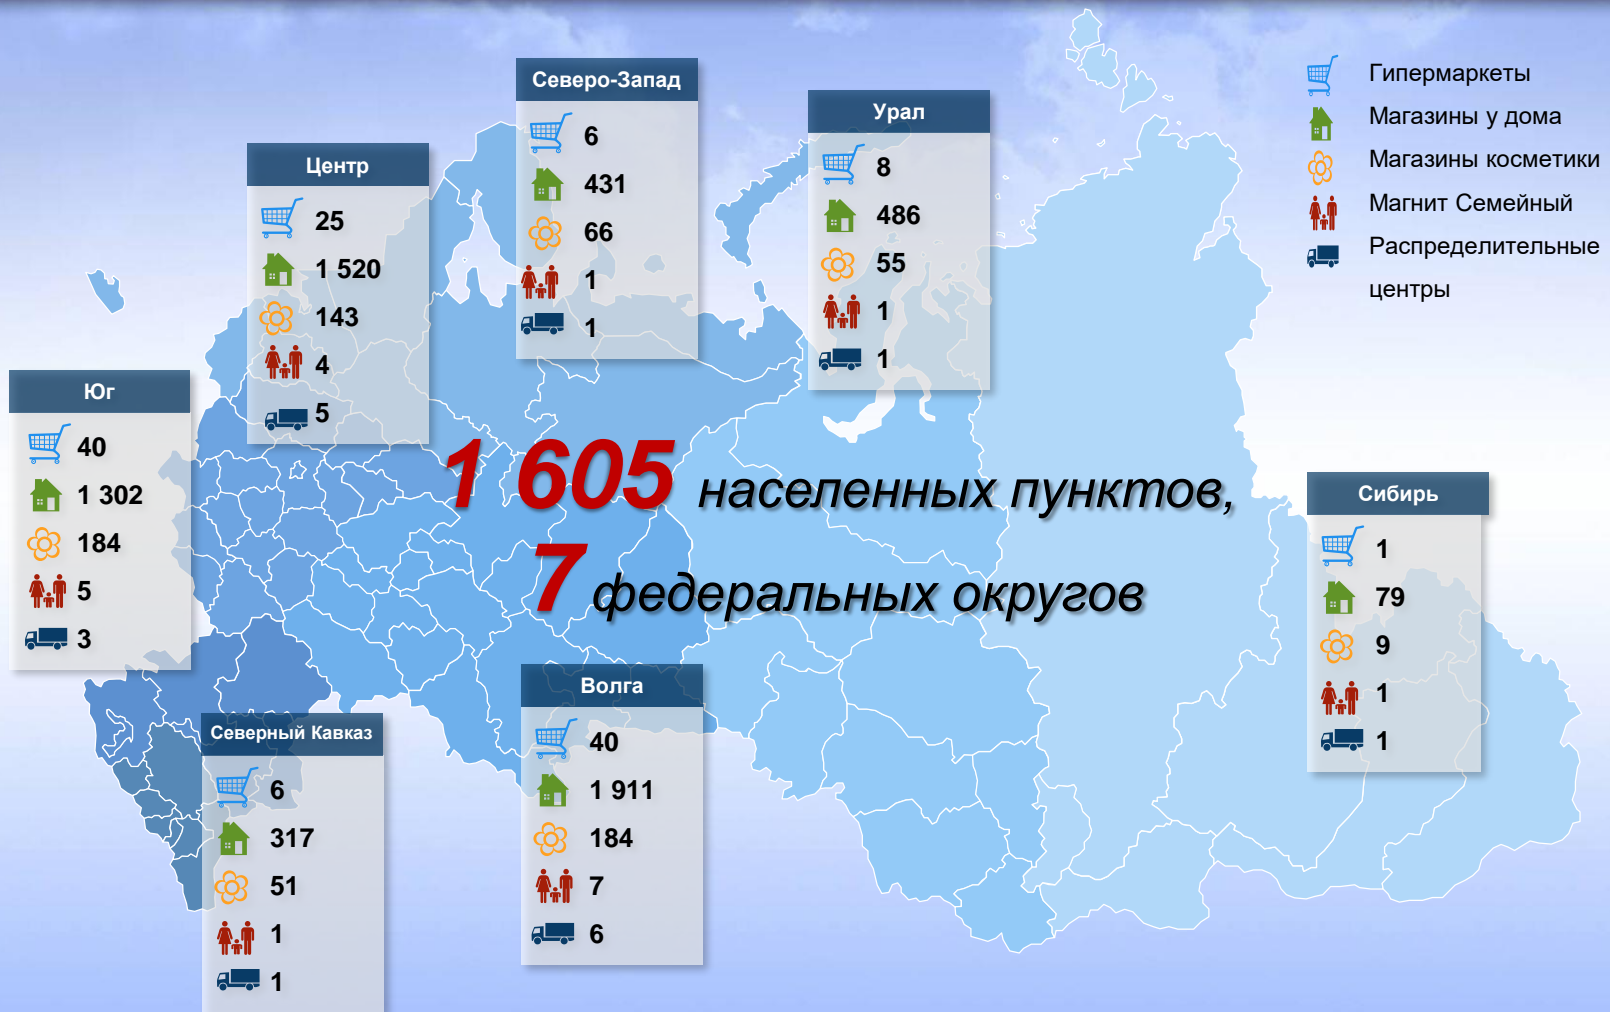 Северо-Запад
6
431
66
1
1
Урал
8
486
55
1
1
Гипермаркеты
Магазины у дома
Магазины косметики
Магнит Семейный
Распределительные
центры
Центр
25
1 520
143
4
5
Юг
40
1 302
184
5
3
1 605 населенных пунктов,
7 федеральных округов
Сибирь
1
79
9
1
1
Волга
40
1 911
184
7
6
Северный Кавказ
6
317
51
1
1